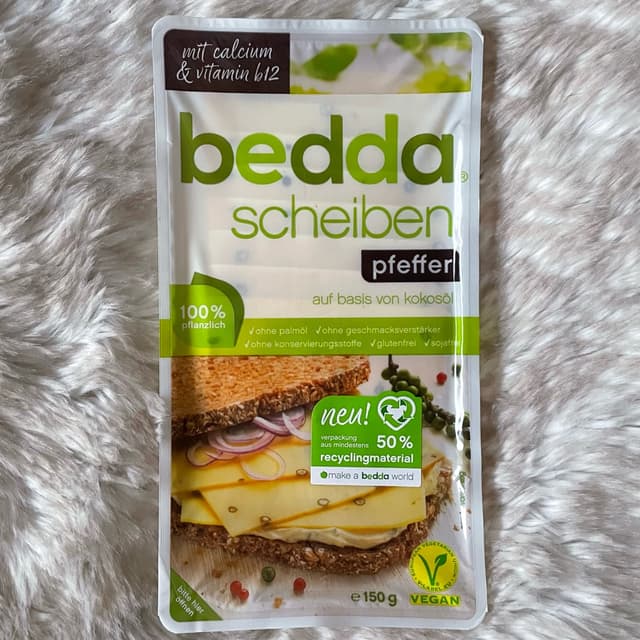 mit calcium
& vitamin b12
bedda®
scheiben
pfeffer
auf basis von kokosöl
100%
pflanzlich
✓ohne palmöl ✓ohne geschmacksverstärker
✓ohne konservierungsstoffe ✓glutenfrei ✓sojafrei
neu!
verpackung
aus mindestens 50%
recyclingmaterial
make a bedda world
bitte hier
öffnen
e 150 g
VEGAN